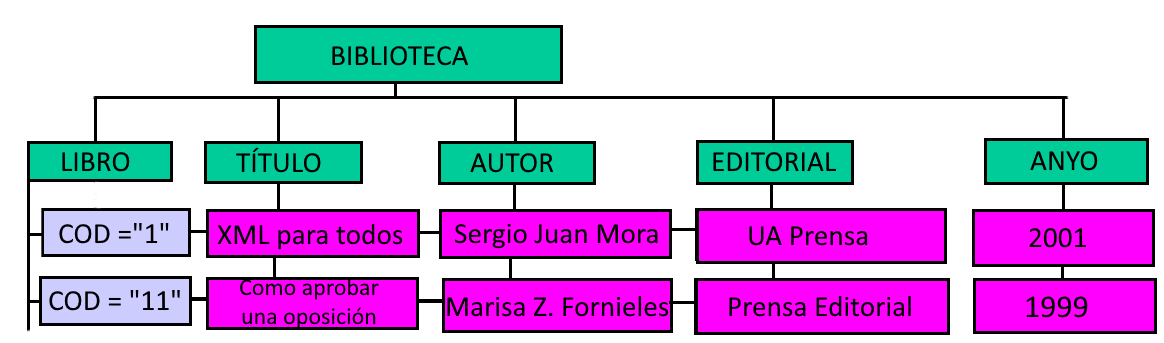 BIBLIOTECA
LIBRO
TÍTULO
AUTOR
EDITORIAL
ANYO
COD ="1"
XML para todos
Sergio Juan Mora
UA Prensa
2001
COD = "11"
Como aprobar
una oposición
Marisa Z. Fornieles
Prensa Editorial
1999